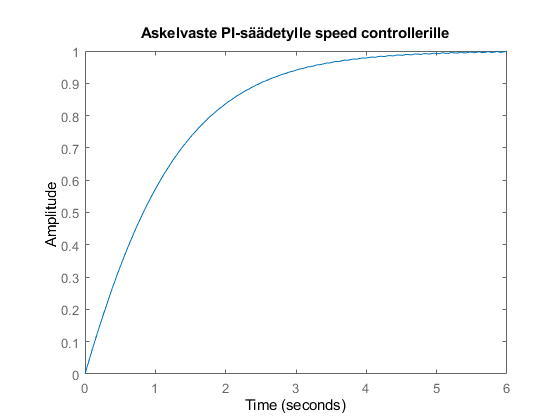 Askelvaste PI-säädetylle speed controllerille
1
0.9
0.8
0.7
0.6
0.5
0.4
0.3
0.2
0.1
0
Amplitude
0 1 2 3 4 5 6
Time (seconds)